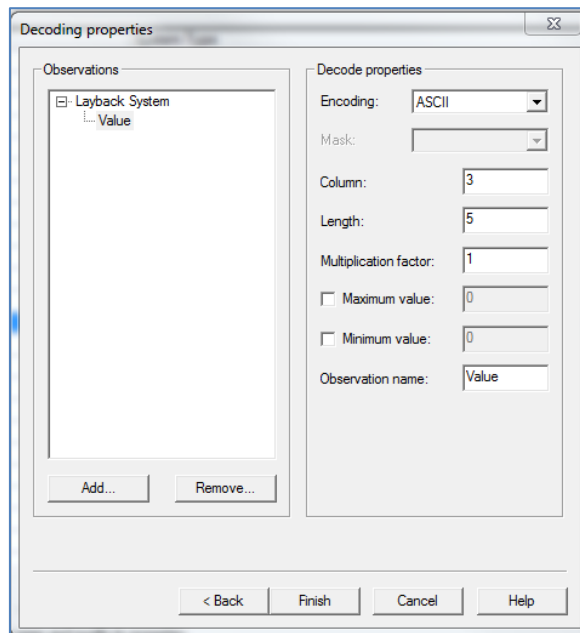 Decoding properties
Observations
Layback System
Value
Add...
Remove...
Decode properties
Encoding: ASCII
Mask:
Column: 3
Length: 5
Multiplication factor: 1
Maximum value: 0
Minimum value: 0
Observation name: Value
< Back Finish Cancel Help